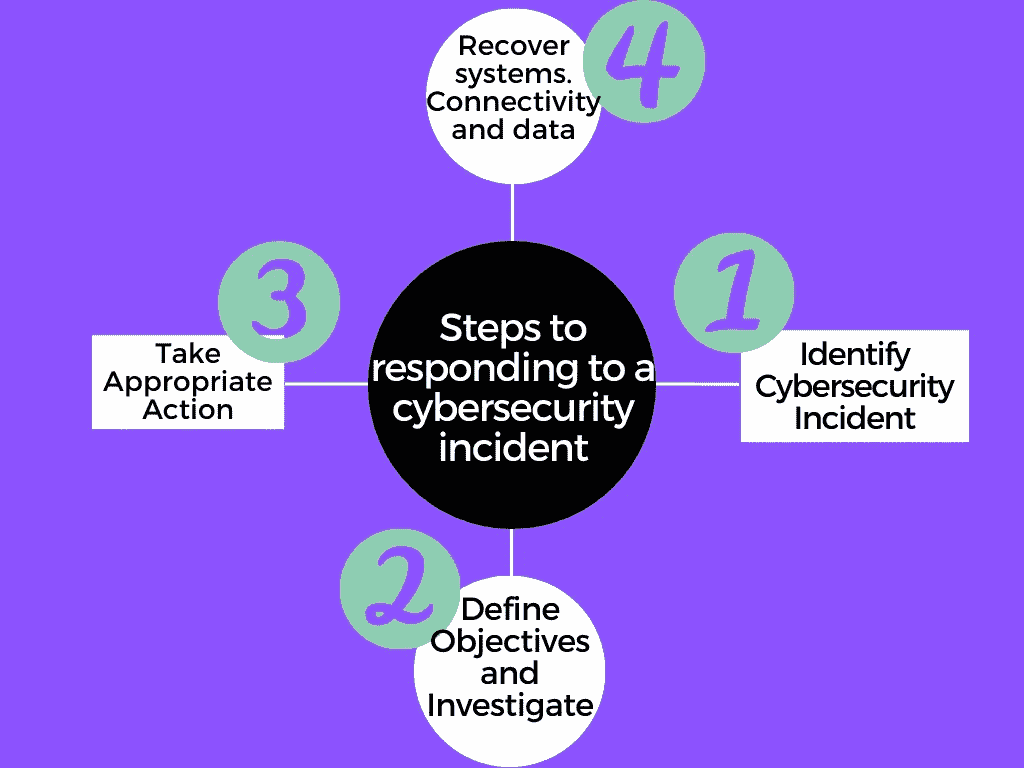 Recover
systems.
Connectivity
and data
4
3
Take
Appropriate
Action
Steps to
responding to a
cybersecurity
incident
1
Identify
Cybersecurity
Incident
2
Define
Objectives
and
Investigate